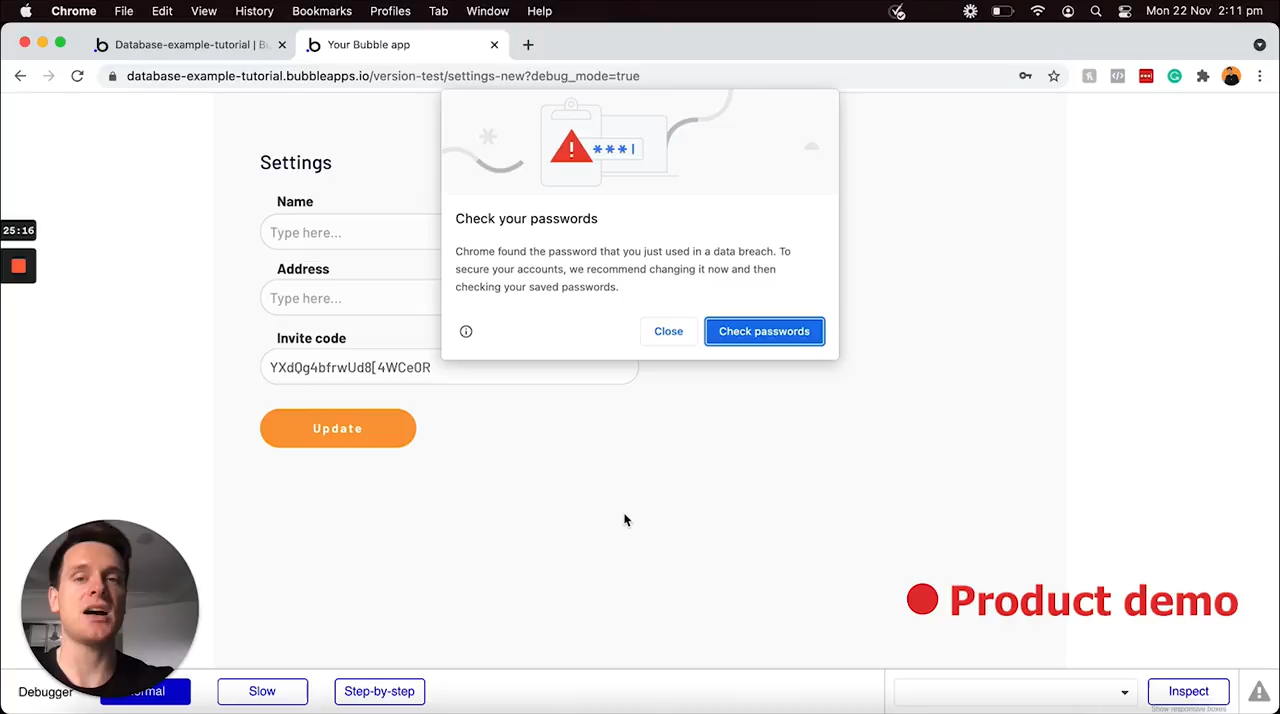 Chrome File Edit View History Bookmarks Profiles Tab Window Help Mon 22 Nov 2:11 pm
Database-example-tutorial | Bu
Your Bubble app
database-example-tutorial.bubbleapps.io/version-test/settings-new?debug_mode=true
Settings
Name
Type here...
Address
Type here...
Invite code
YXdQg4bfrwUd8[4WCe0R
Update
***|
Check your passwords
Chrome found the password that you just used in a data breach. To
secure your accounts, we recommend changing it now and then
checking your saved passwords.
Close
Check passwords
25:16
Product demo
Debugger
Slow
Step-by-step
Inspect
Show responsive boxes